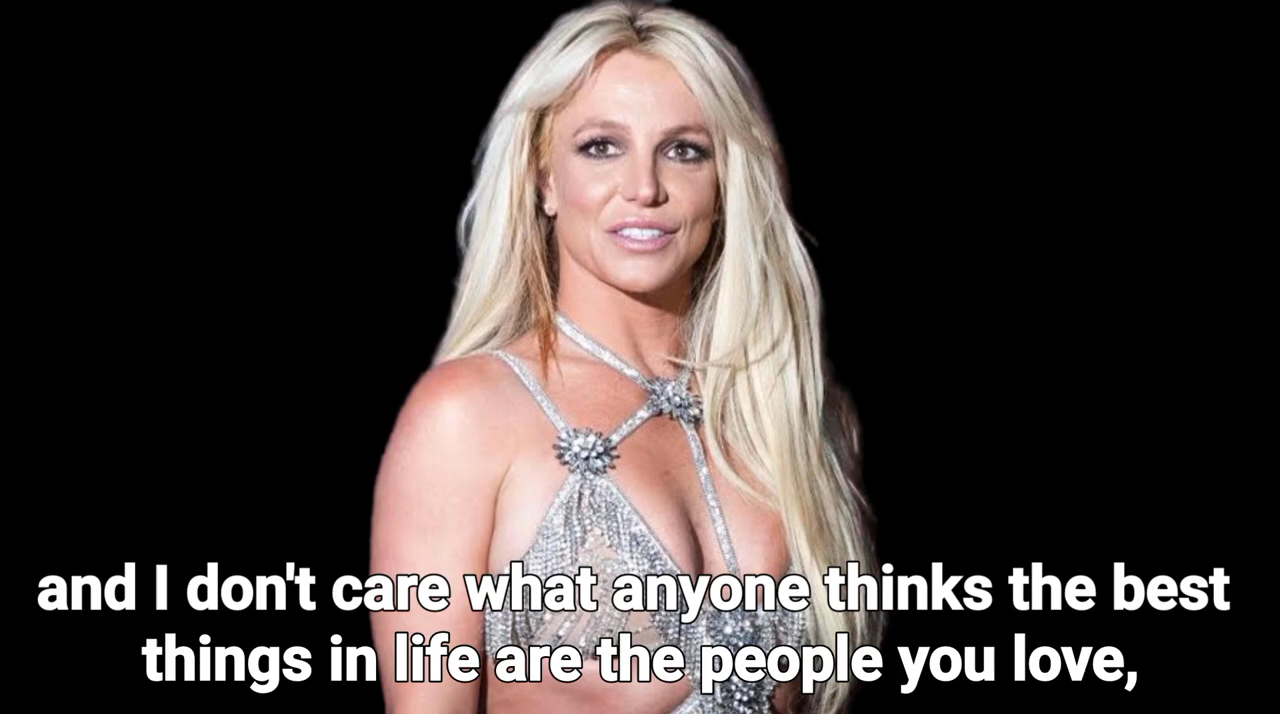 and I don't care what anyone thinks the best
things in life are the people you love,